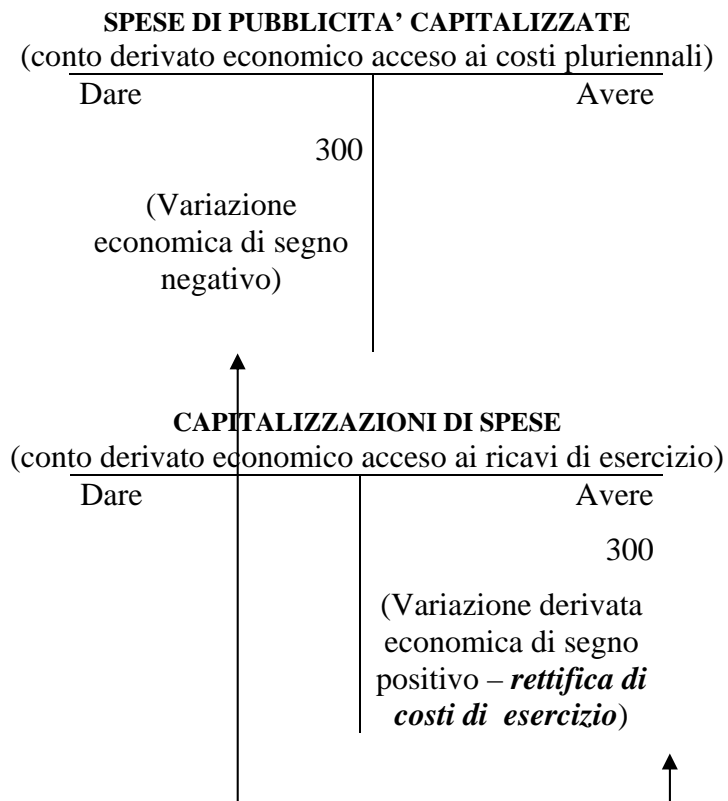 SPESE DI PUBBLICITA’ CAPITALIZZATE
(conto derivato economico acceso ai costi pluriennali)
Dare Avere
300
(Variazione
economica di segno
negativo)
CAPITALIZZAZIONI DI SPESE
(conto derivato economico acceso ai ricavi di esercizio)
Dare Avere
300
(Variazione derivata
economica di segno
positivo – rettifica di
costi di esercizio)